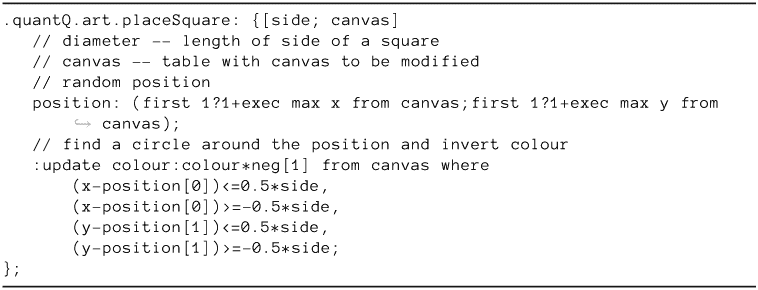 .quantQ.art.placeSquare: {[side; canvas]
// diameter -- length of side of a square
// canvas -- table with canvas to be modified
// random position
position: (first 1?1+exec max x from canvas;first 1?1+exec max y from
↪ canvas);
// find a circle around the position and invert colour
:update colour:colour*neg[1] from canvas where
(x-position[0])<=0.5*side,
(x-position[0])>=-0.5*side,
(y-position[1])<=0.5*side,
(y-position[1])>=-0.5*side;
};